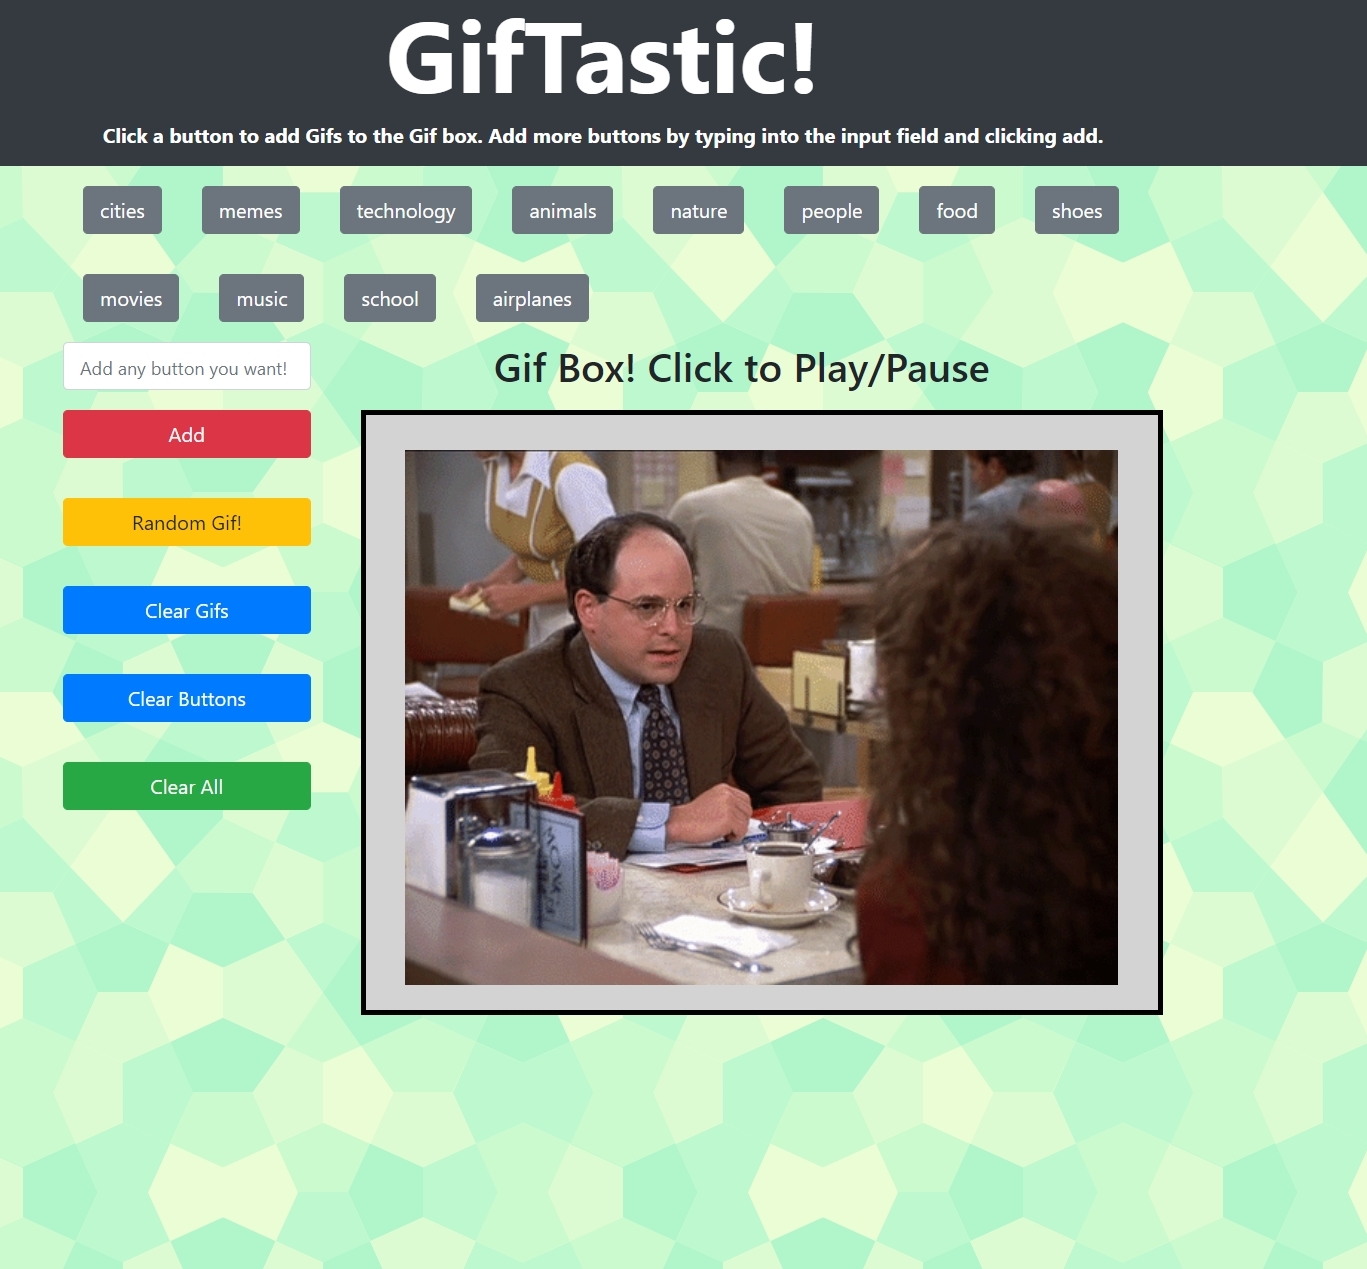 GifTastic!
Click a button to add Gifs to the Gif box. Add more buttons by typing into the input field and clicking add.
cities memes technology animals nature people food shoes
movies music school airplanes
Add any button you want!
Gif Box! Click to Play/Pause
Add
Random Gif!
Clear Gifs
Clear Buttons
Clear All